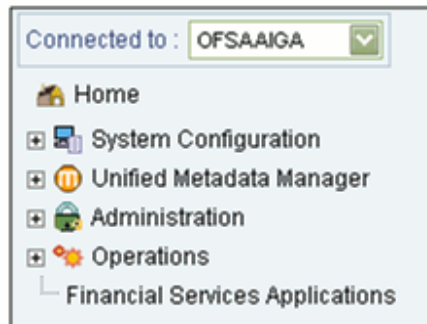 Connected to : OFSAAIGA
Home
System Configuration
Unified Metadata Manager
Administration
Operations
Financial Services Applications